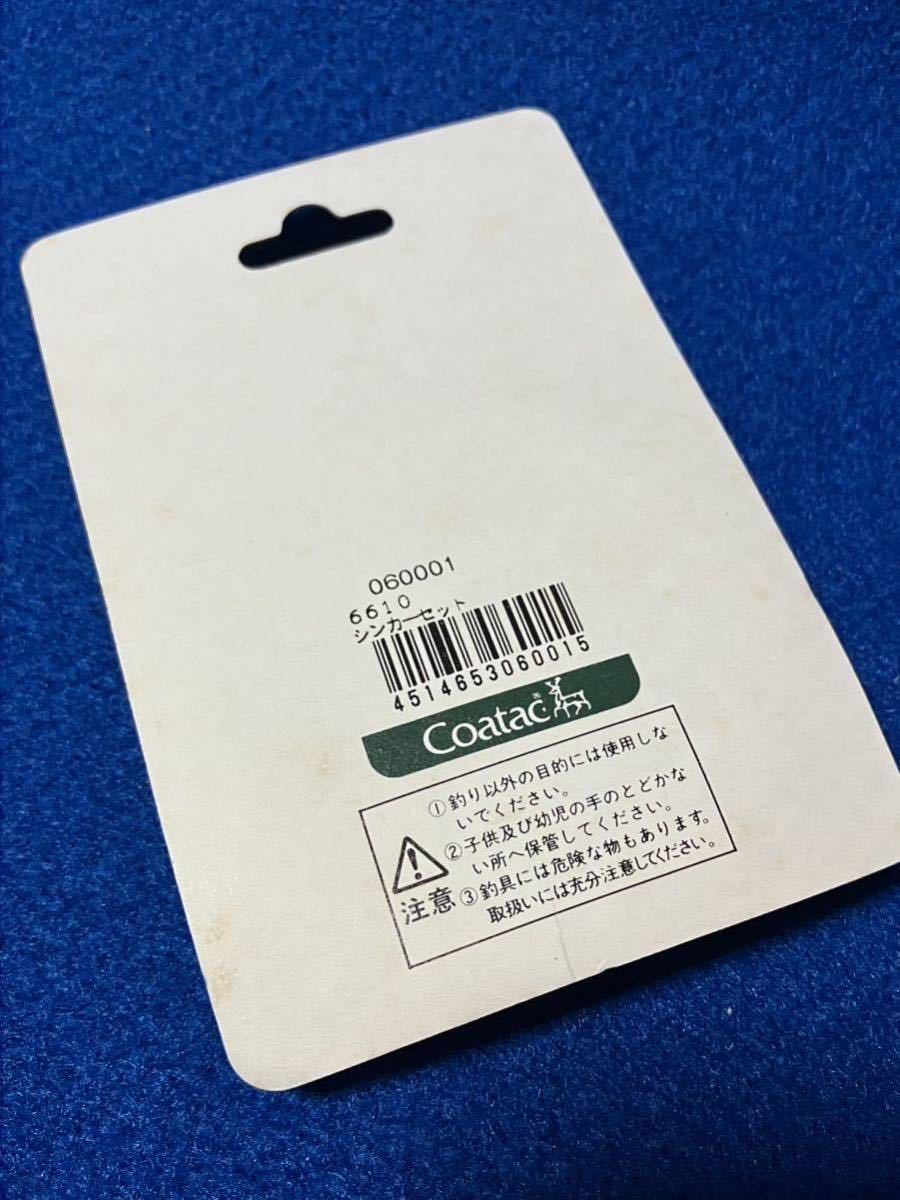 060001
6610
シンカーセット
4514653060015
Coatac®
①釣り以外の目的には使用しな
いでください。
②子供及び幼児の手のとどかな
い所へ保管してください。
③釣具には危険な物もあります。
取扱いには充分注意してください。
注意